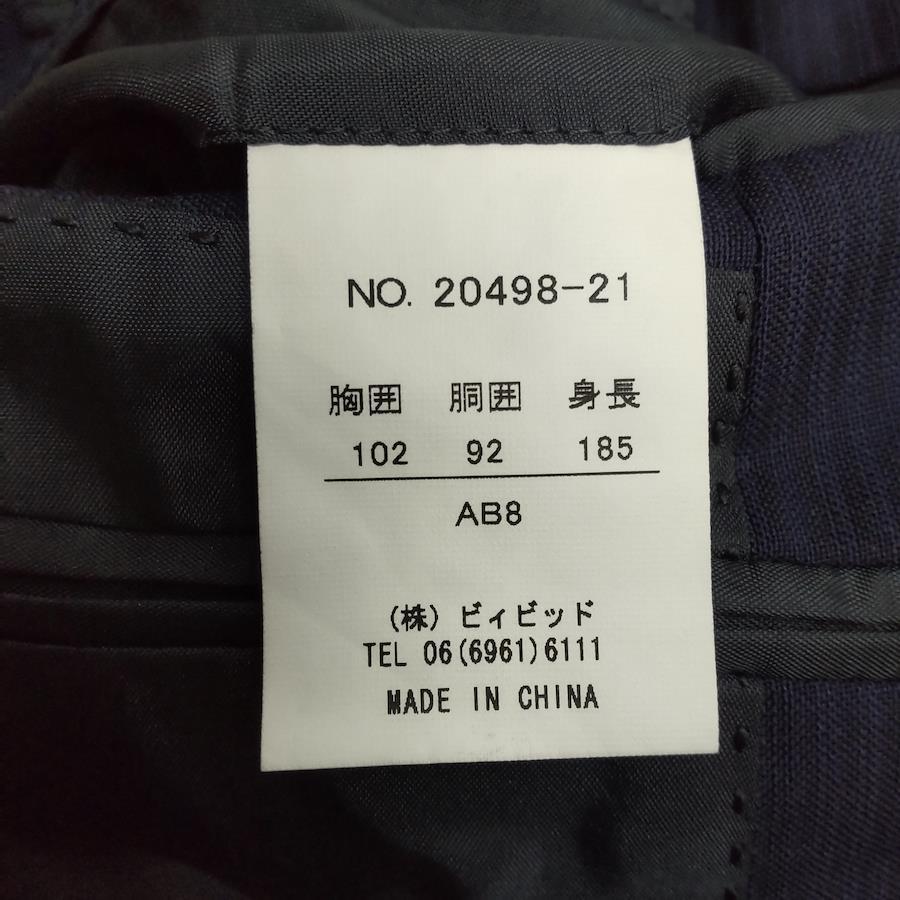 NO. 20498-21
胸囲 胴囲 身長
102 92 185
AB8
(株) ビィビッド
TEL 06(6961)6111
MADE IN CHINA